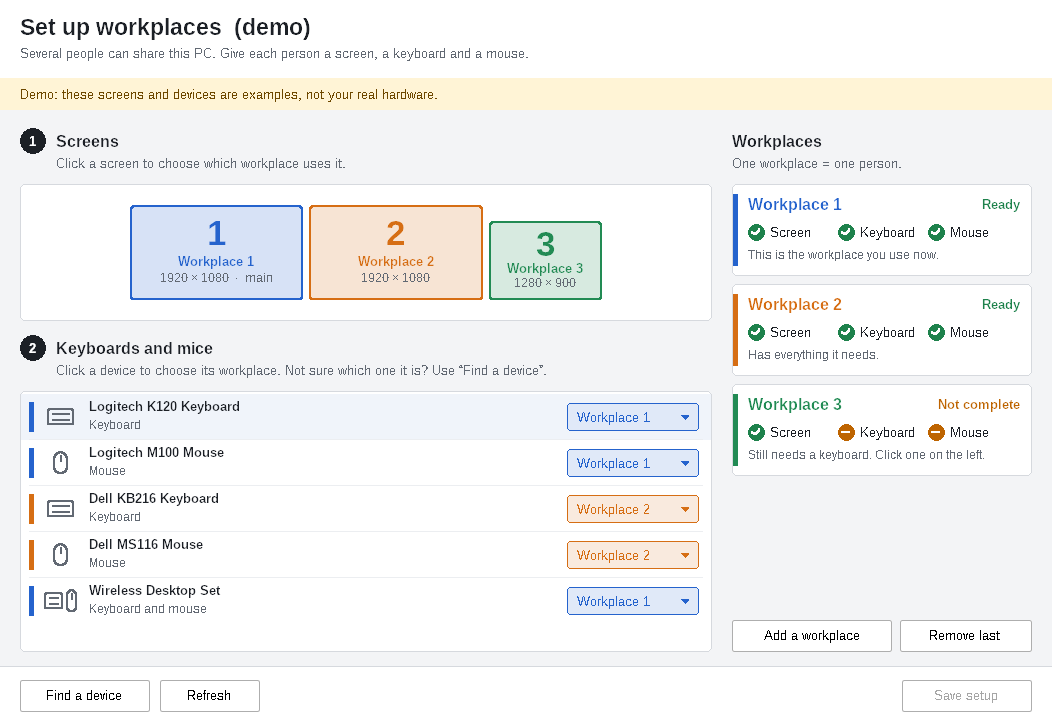 Set up workplaces (demo)
Several people can share this PC. Give each person a screen, a keyboard and a mouse.
Demo: these screens and devices are examples, not your real hardware.
1 Screens
Click a screen to choose which workplace uses it.
1
Workplace 1
1920 × 1080 · main
2
Workplace 2
1920 × 1080
3
Workplace 3
1280 × 900
2 Keyboards and mice
Click a device to choose its workplace. Not sure which one it is? Use “Find a device”.
Logitech K120 Keyboard
Keyboard
Workplace 1
Logitech M100 Mouse
Mouse
Workplace 1
Dell KB216 Keyboard
Keyboard
Workplace 2
Dell MS116 Mouse
Mouse
Workplace 2
Wireless Desktop Set
Keyboard and mouse
Workplace 1
Workplaces
One workplace = one person.
Workplace 1 Ready
Screen Keyboard Mouse
This is the workplace you use now.
Workplace 2 Ready
Screen Keyboard Mouse
Has everything it needs.
Workplace 3 Not complete
Screen Keyboard Mouse
Still needs a keyboard. Click one on the left.
Add a workplace Remove last
Find a device Refresh Save setup